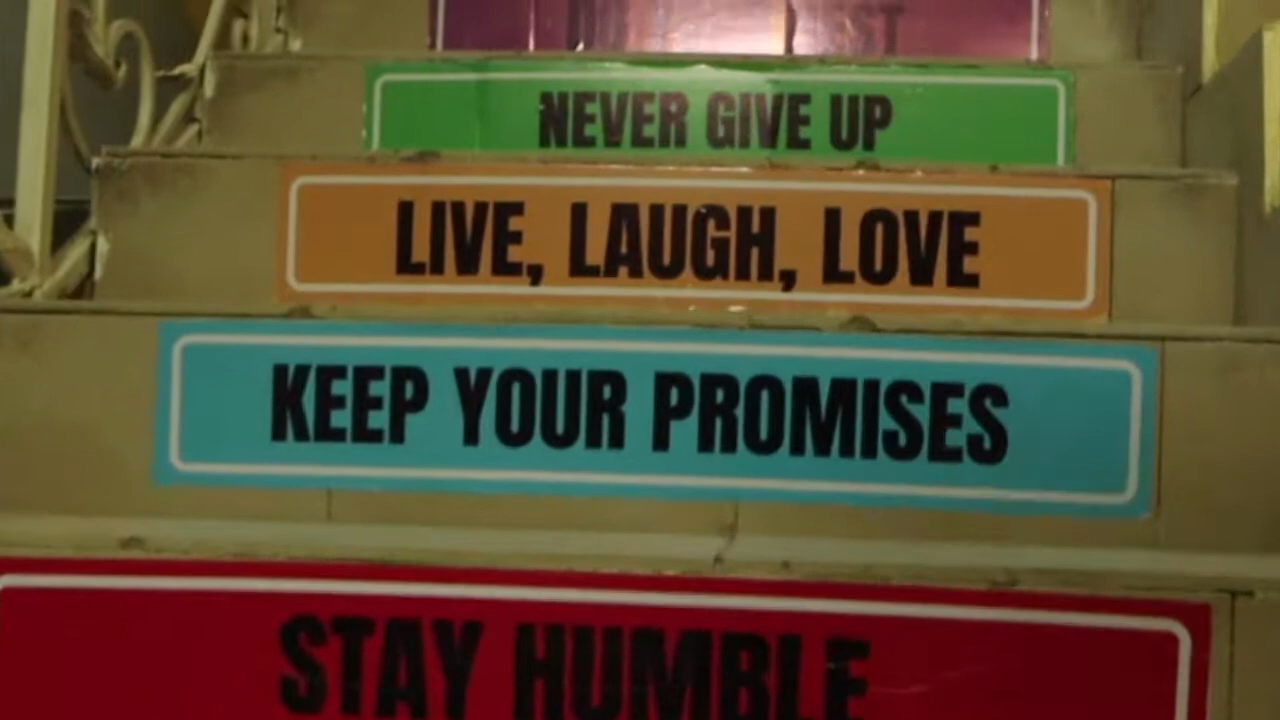 NEVER GIVE UP
LIVE, LAUGH, LOVE
KEEP YOUR PROMISES
STAY HUMBLE